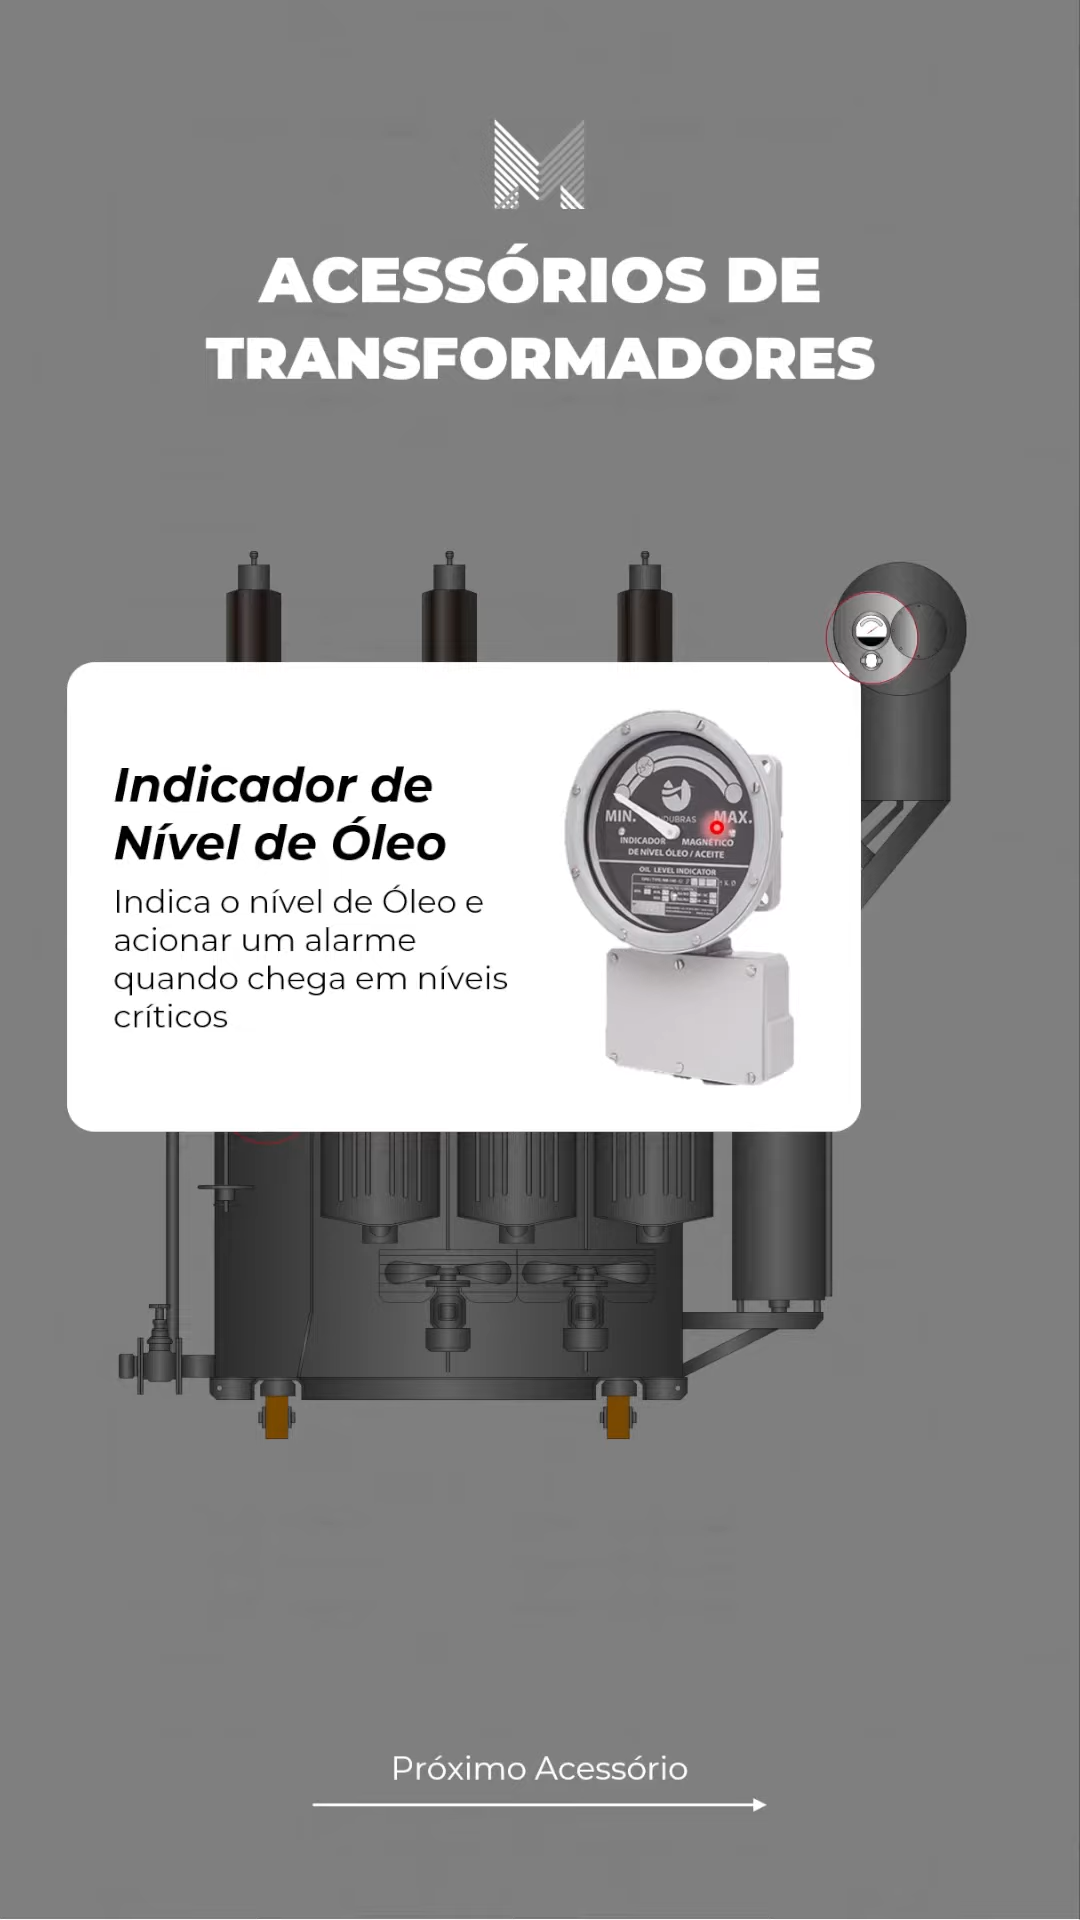 ACESSÓRIOS DE
TRANSFORMADORES
Indicador de
Nível de Óleo
Indica o nível de Óleo e
acionar um alarme
quando chega em níveis
críticos
MIN.
MAX.
INDICADOR MAGNÉTICO
DE NÍVEL ÓLEO / ACEITE
OIL LEVEL INDICATOR
Próximo Acessório